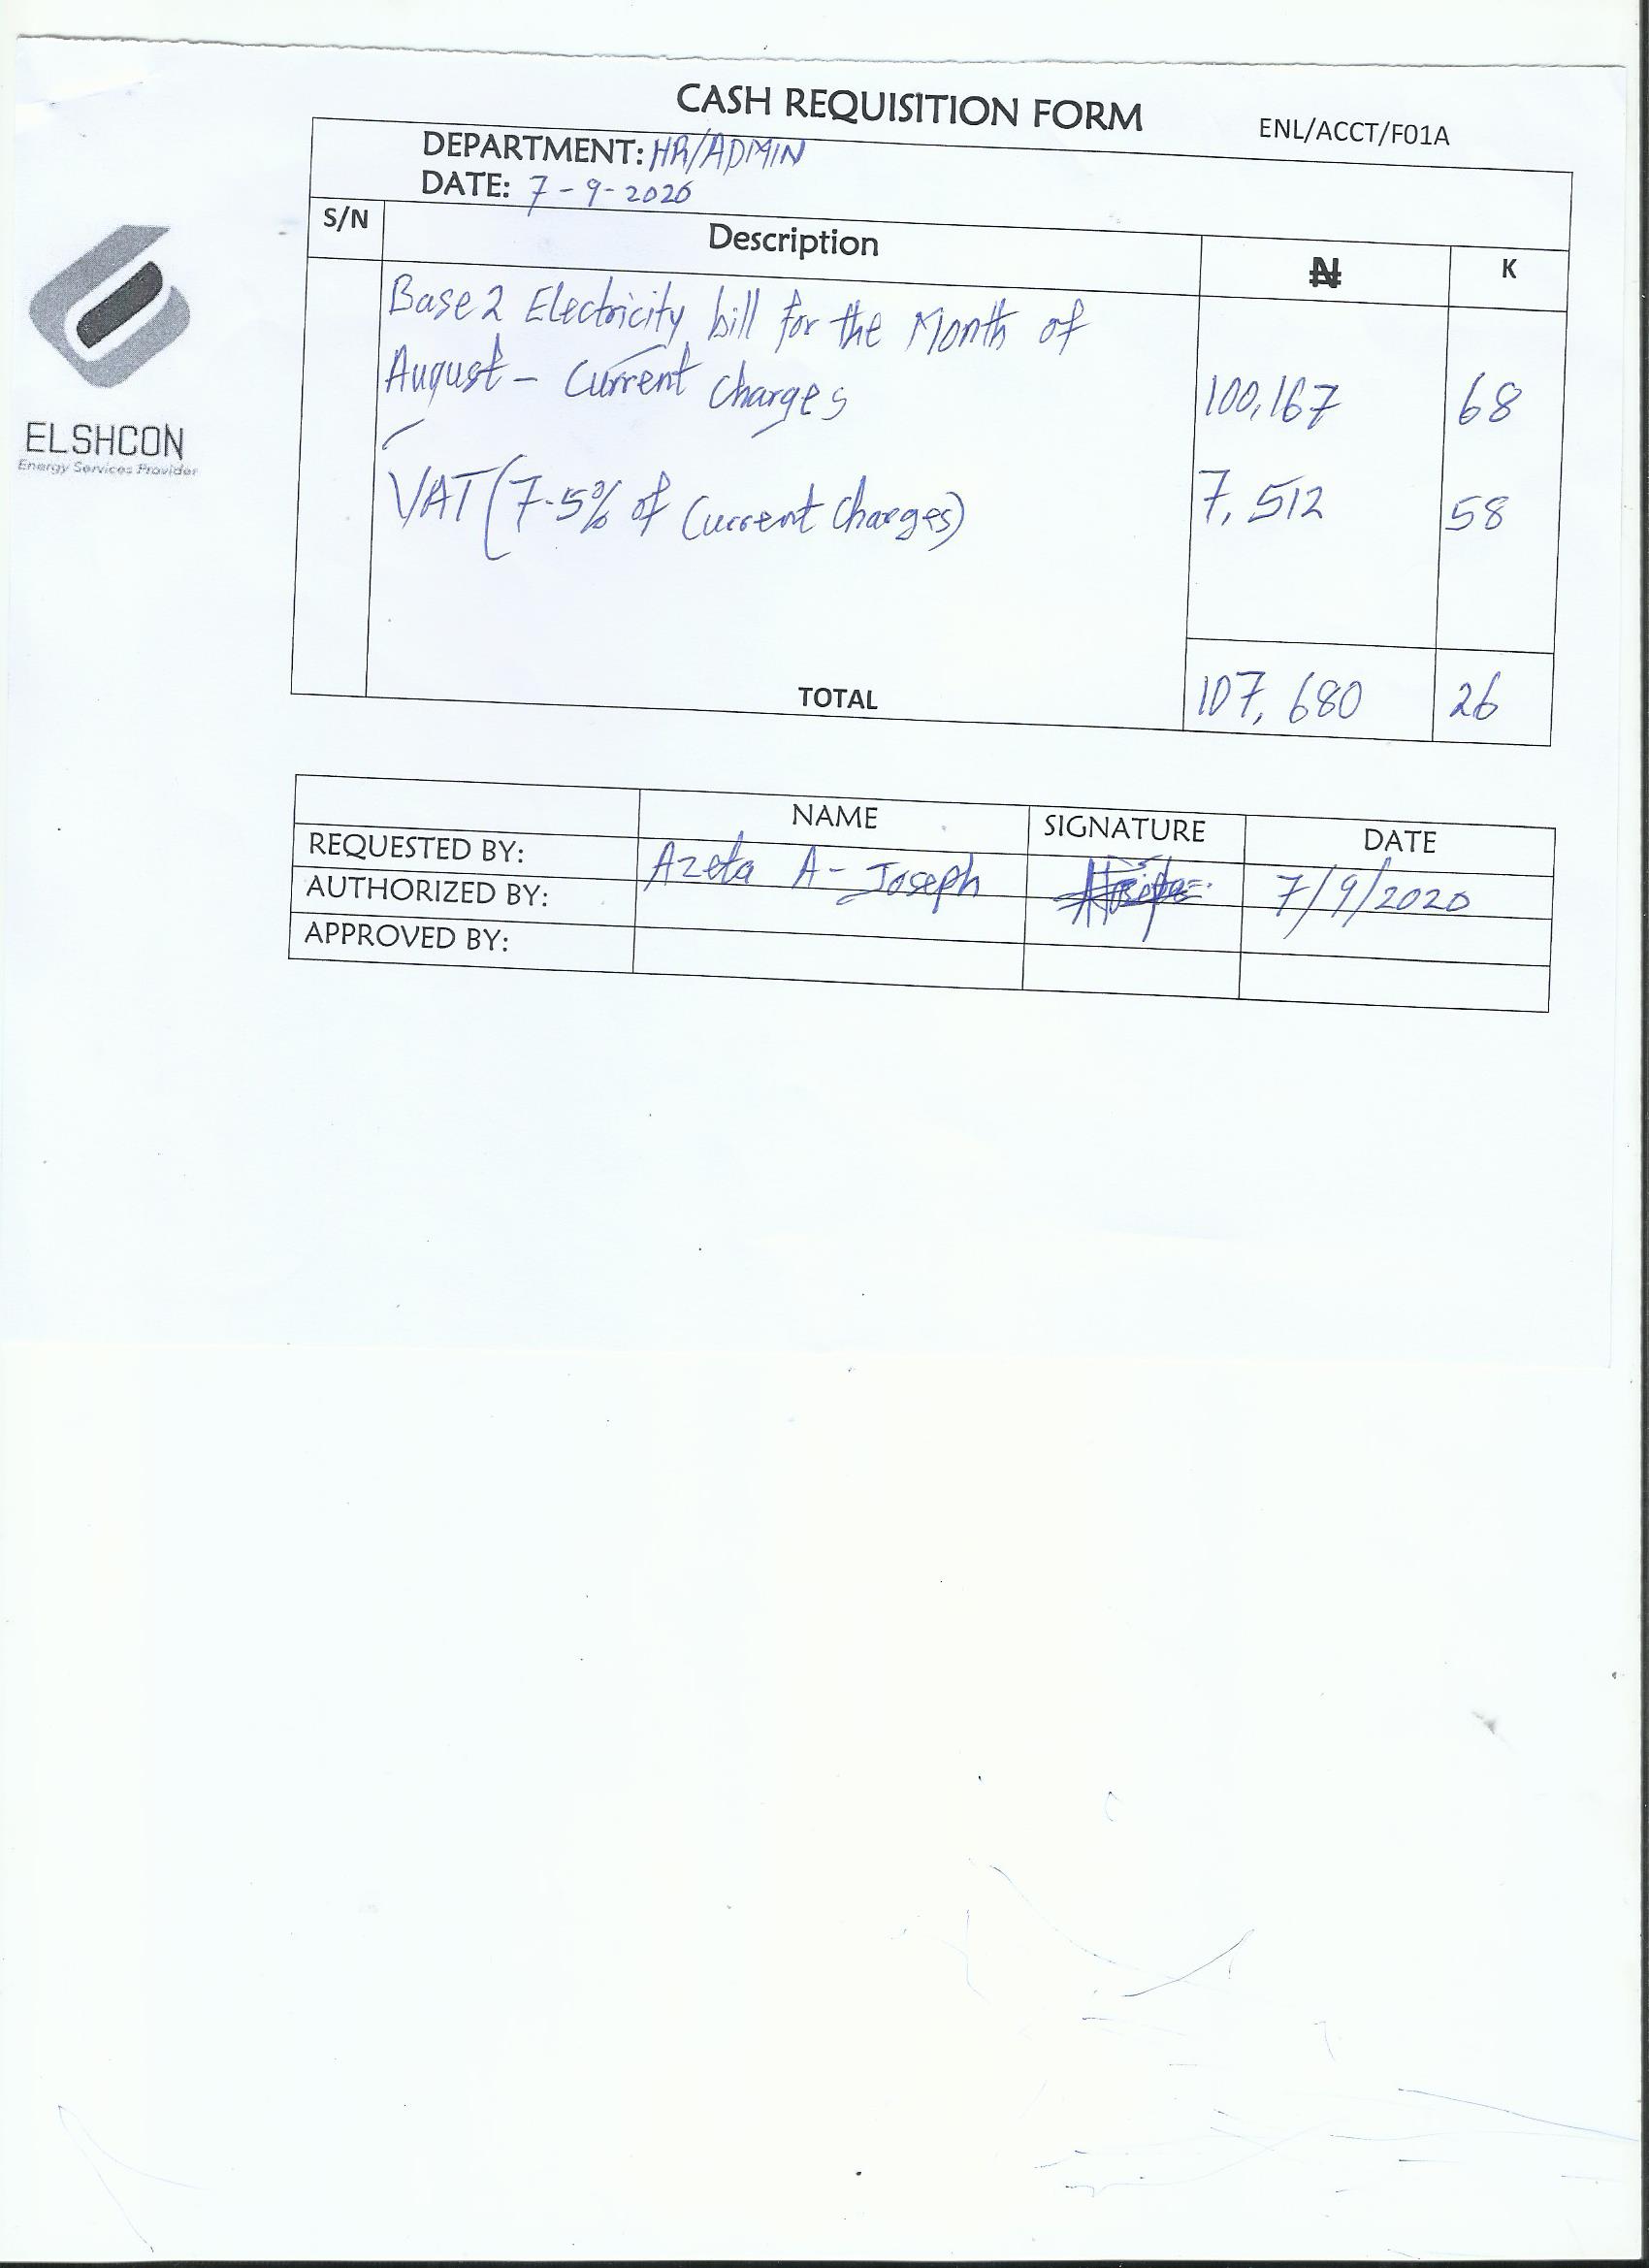 CASH REQUISITION FORM
ENL/ACCT/F01A
DEPARTMENT: HR/ADMIN
DATE: 7-9-2020
S/N Description ₦ K
Base 2 Electricity bill for the Month of
August - Current Charges 100,167 68
VAT (7.5% of Current Charges) 7,512 58
TOTAL 107,680 26
ELSHCON
Energy Services Provider
NAME SIGNATURE DATE
REQUESTED BY: Azeta A-Joseph 7/9/2020
AUTHORIZED BY:
APPROVED BY: